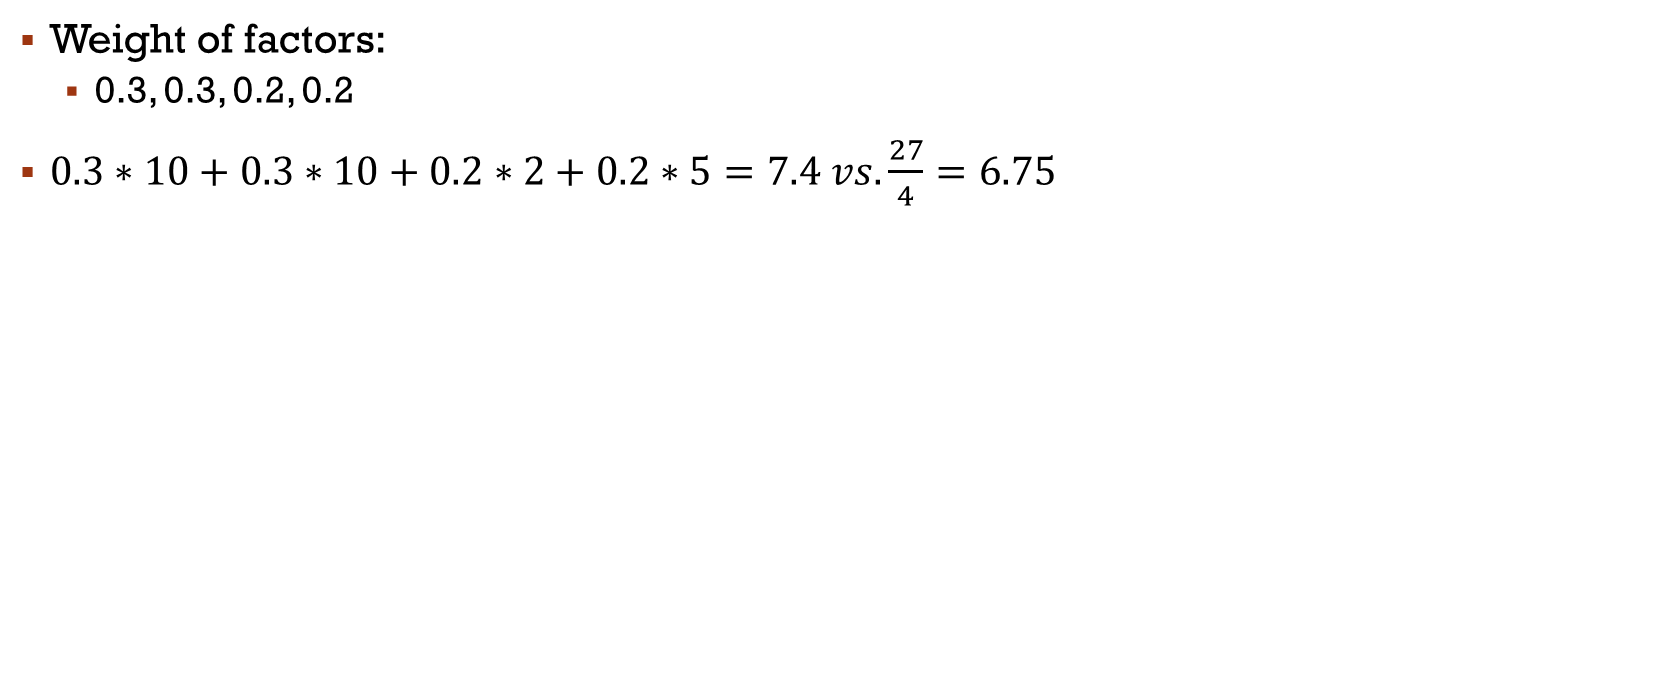 ▪ Weight of factors:
▪ 0.3, 0.3, 0.2, 0.2
▪ 0.3 ∗ 10 + 0.3 ∗ 10 + 0.2 ∗ 2 + 0.2 ∗ 5 = 7.4 vs. 27/4 = 6.75